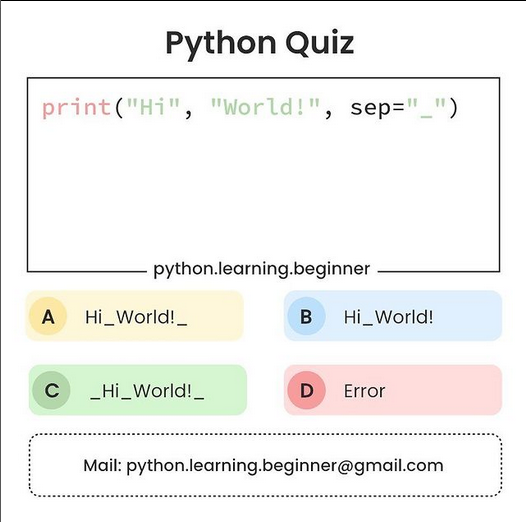 Python Quiz
print("Hi", "World!", sep="_")
python.learning.beginner
A Hi_World!_
B Hi_World!
C _Hi_World!_
D Error
Mail: python.learning.beginner@gmail.com